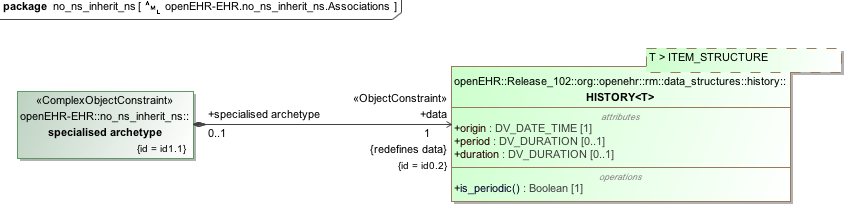 package no_ns_inherit_ns [ AML openEHR-EHR.no_ns_inherit_ns.Associations ]
T > ITEM_STRUCTURE
openEHR::Release_102::org::openehr::rm::data_structures::history::
HISTORY<T>
attributes
+origin : DV_DATE_TIME [1]
+period : DV_DURATION [0..1]
+duration : DV_DURATION [0..1]
operations
+is_periodic() : Boolean [1]
«ComplexObjectConstraint»
openEHR-EHR::no_ns_inherit_ns::
specialised archetype
{id = id1.1}
+specialised archetype
0..1
«ObjectConstraint»
+data
1
{redefines data}
{id = id0.2}